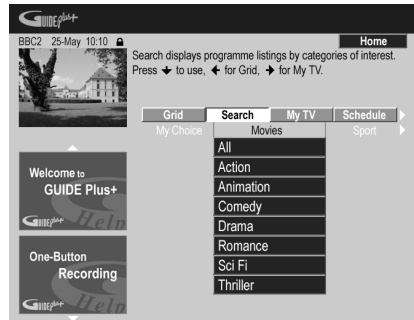 GUIDE Plus+
BBC2 25-May 10:10 Home
Search displays programme listings by categories of interest.
Press to use, for Grid, for My TV.
Grid Search My TV Schedule
My Choice Movies Sport
All
Action
Animation
Comedy
Drama
Romance
Sci Fi
Thriller
Welcome to
GUIDE Plus+
GUIDE Plus+ Help
One-Button
Recording
GUIDE Plus+ Help